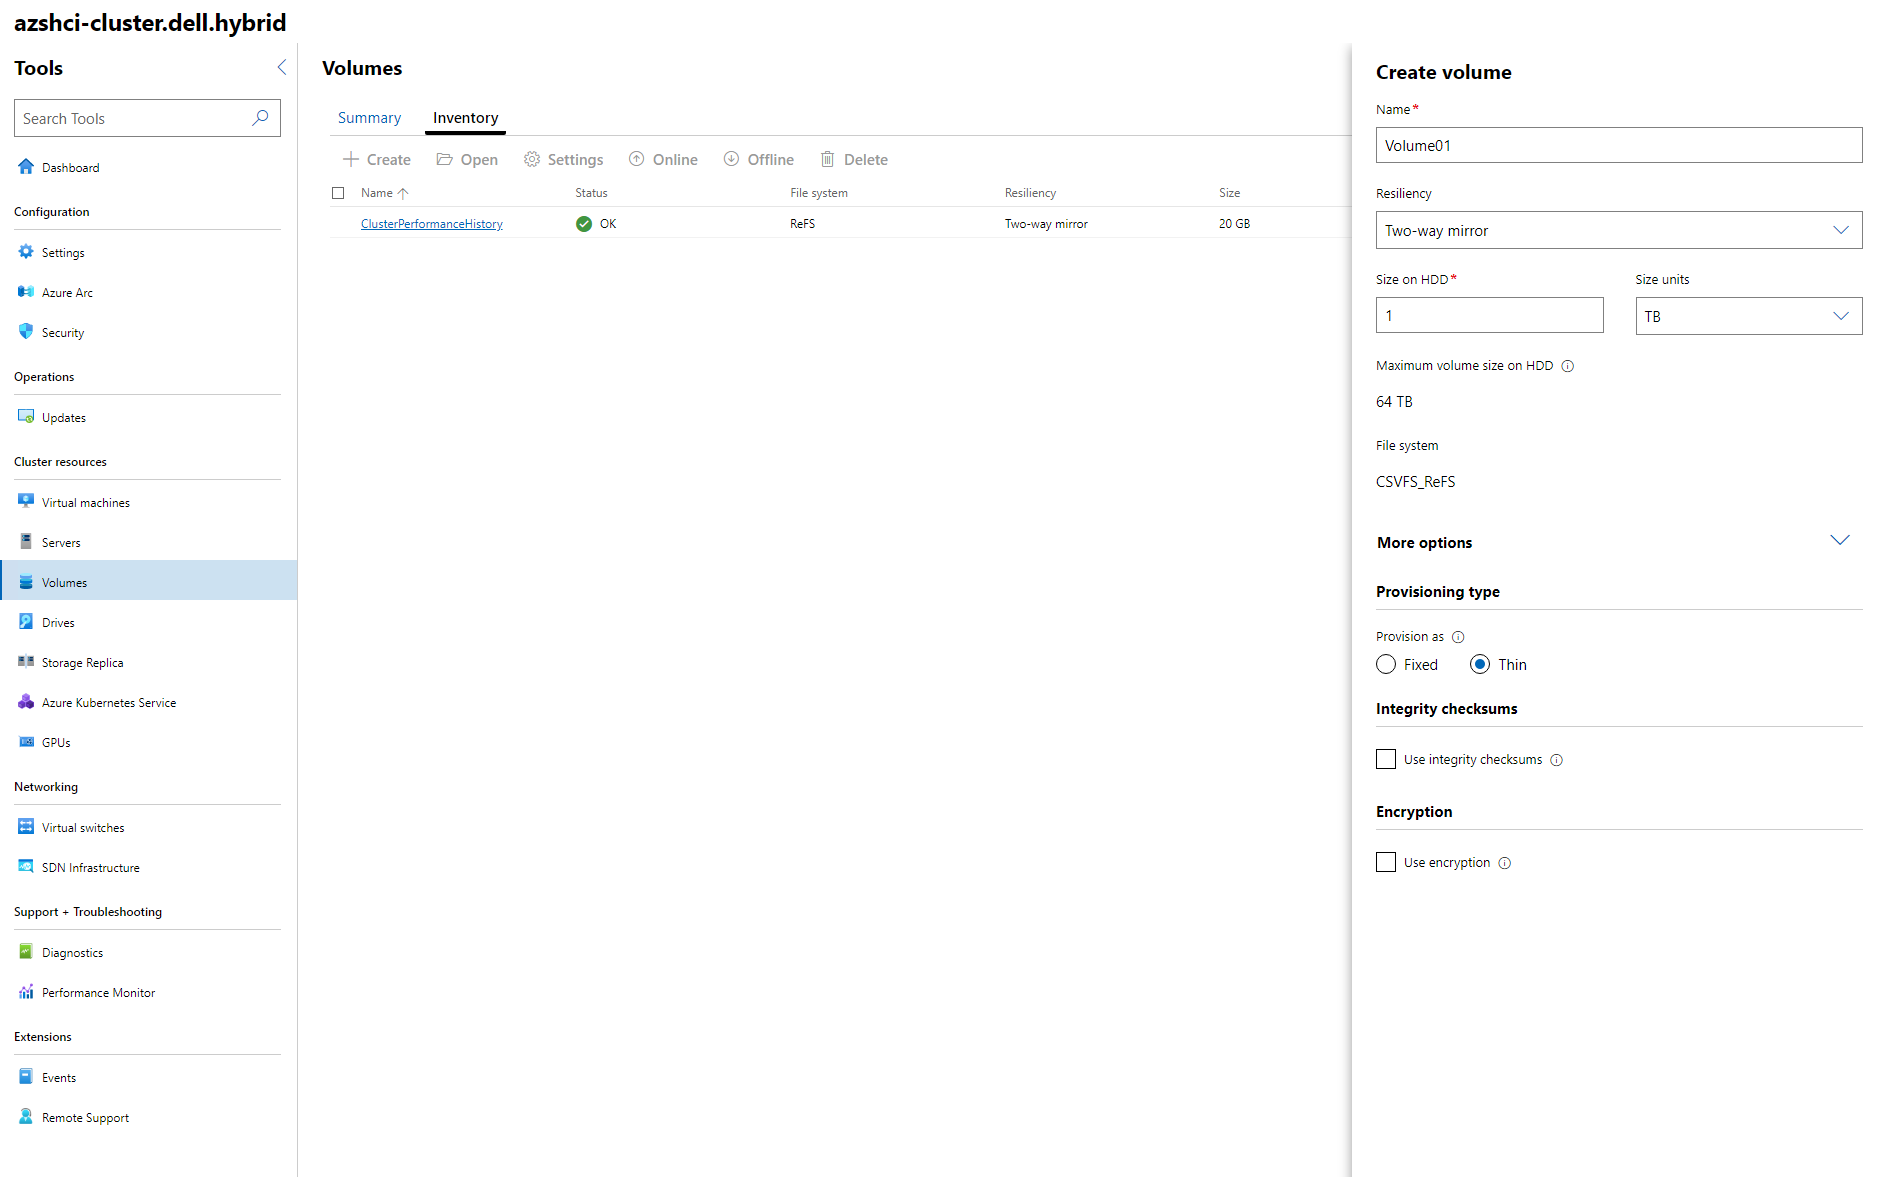 azshci-cluster.dell.hybrid
Tools
Search Tools
Dashboard
Configuration
Settings
Azure Arc
Security
Operations
Updates
Cluster resources
Virtual machines
Servers
Volumes
Drives
Storage Replica
Azure Kubernetes Service
GPUs
Networking
Virtual switches
SDN Infrastructure
Support + Troubleshooting
Diagnostics
Performance Monitor
Extensions
Events
Remote Support
Volumes
Summary Inventory
Create Open Settings Online Offline Delete
Name Status File system Resiliency Size
ClusterPerformanceHistory OK ReFS Two-way mirror 20 GB
Create volume
Name*
Volume01
Resiliency
Two-way mirror
Size on HDD* Size units
1 TB
Maximum volume size on HDD
64 TB
File system
CSVFS_ReFS
More options
Provisioning type
Provision as
Fixed Thin
Integrity checksums
Use integrity checksums
Encryption
Use encryption